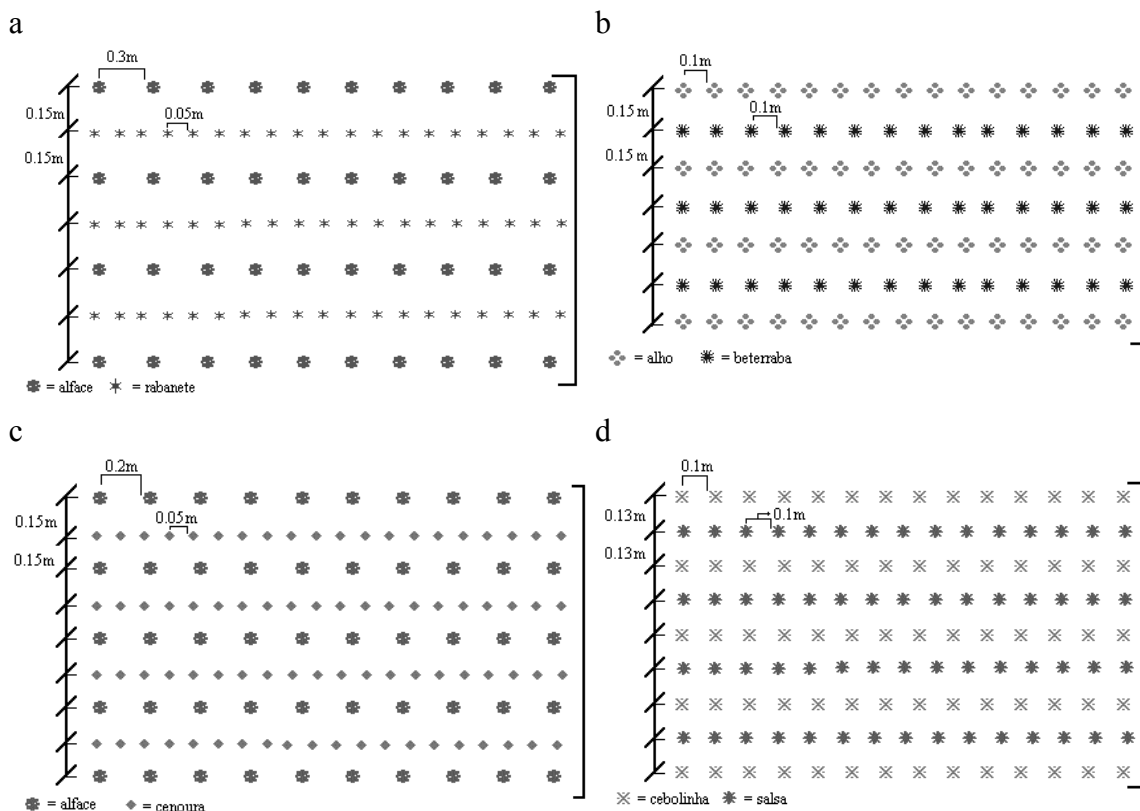 a
0.3m
0.15m
0.05m
0.15m
= alface = rabanete
b
0.1m
0.15m
0.1m
0.15m
= alho = beterraba
c
0.2m
0.15m
0.05m
0.15m
= alface = cenoura
d
0.1m
0.13m
0.1m
0.13m
= cebolinha = salsa